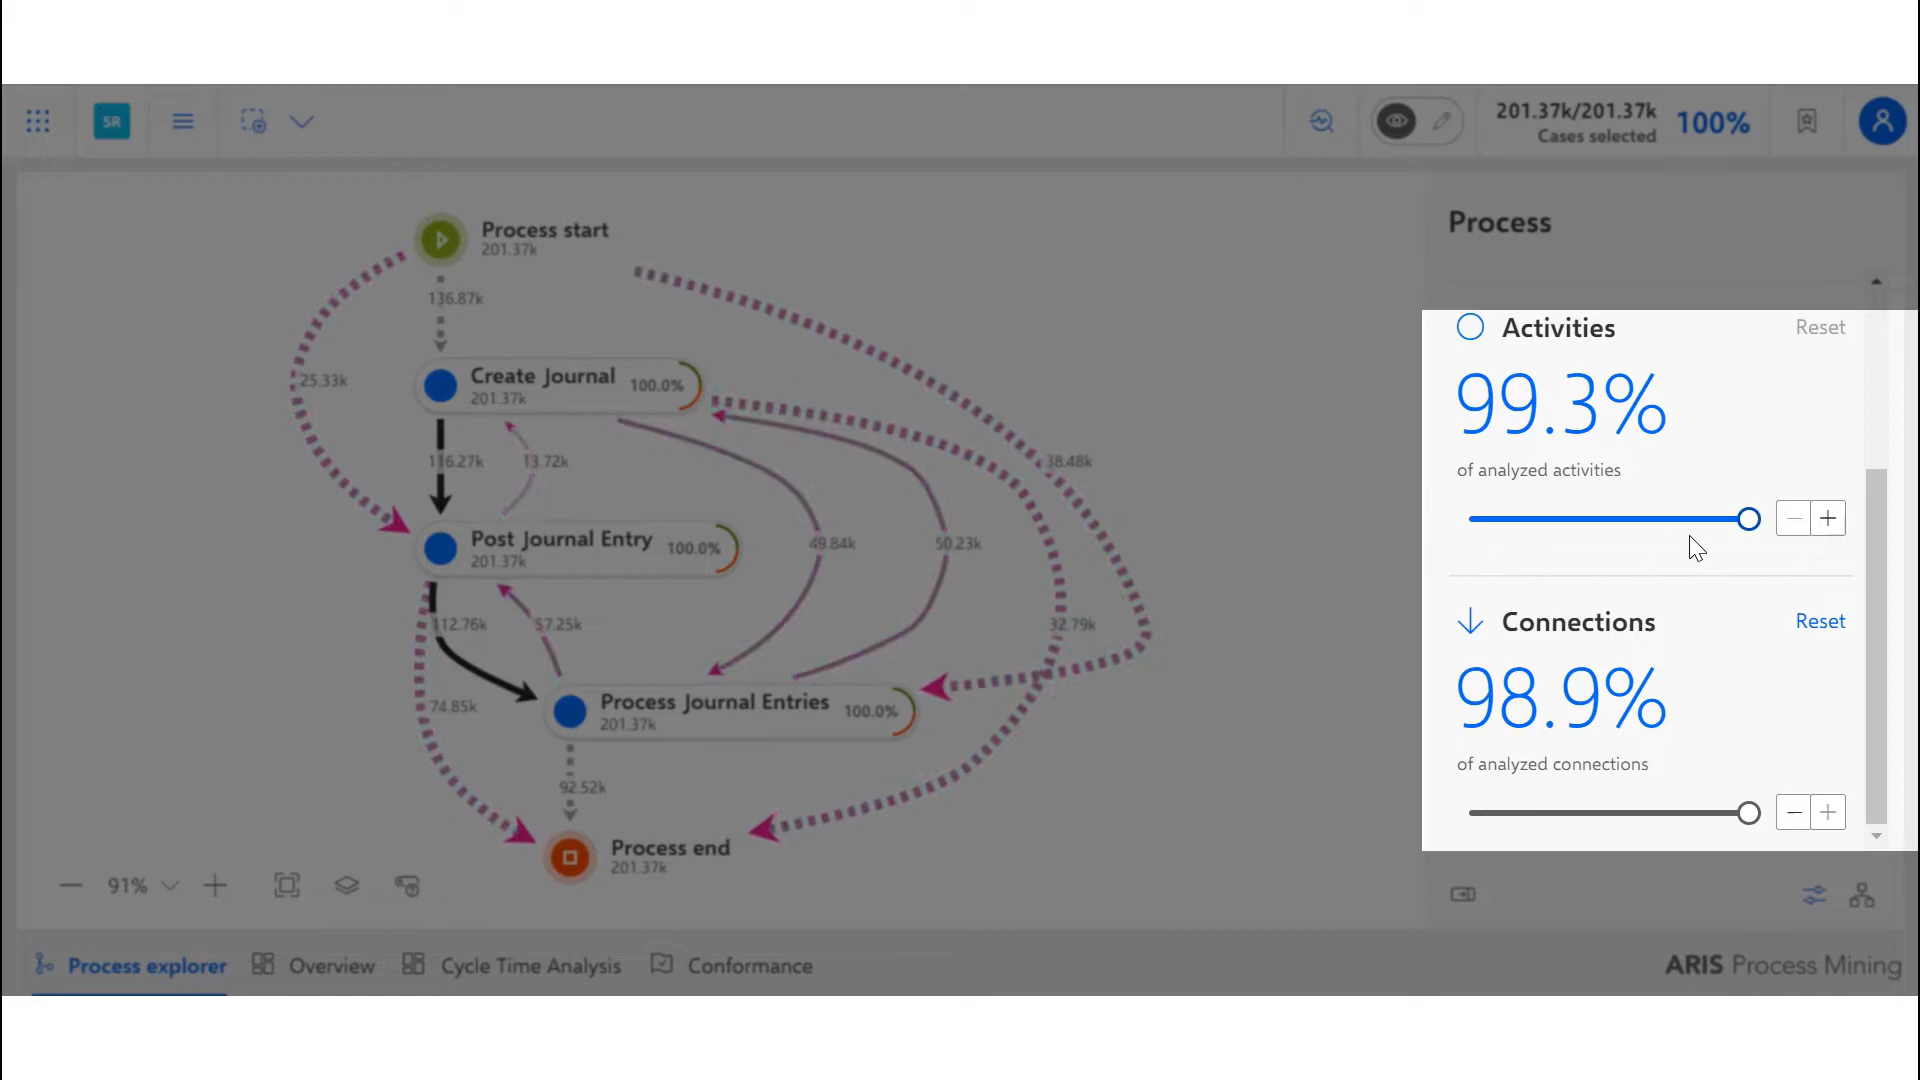 SR
201.37k/201.37k
Cases selected
100%
Process start
201.37k
136.87k
25.33k
Create Journal
201.37k
100.0%
116.27k
13.72k
38.48k
Post Journal Entry
201.37k
100.0%
49.84k
50.23k
112.76k
57.25k
32.79k
Process Journal Entries
201.37k
100.0%
74.85k
92.52k
Process end
201.37k
91%
Process
Activities
Reset
99.3%
of analyzed activities
Connections
Reset
98.9%
of analyzed connections
Process explorer
Overview
Cycle Time Analysis
Conformance
ARIS Process Mining